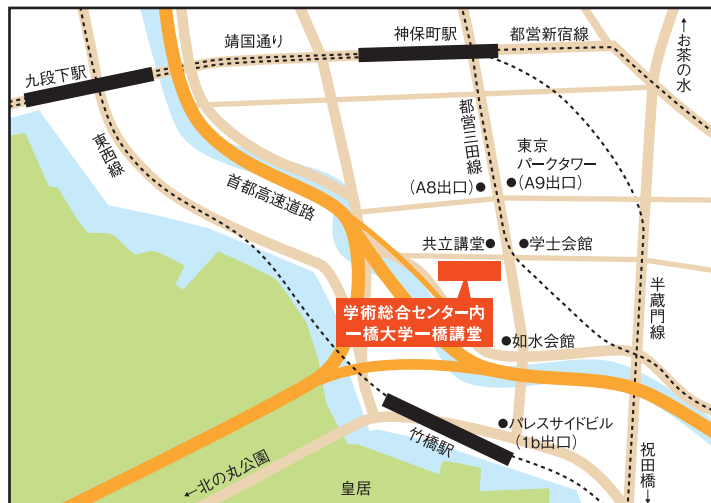 靖国通り
神保町駅
都営新宿線
←お茶の水
九段下駅
東西線
首都高速道路
都営三田線
東京
パークタワー
(A9出口)
(A8出口)
共立講堂
学士会館
学術総合センター内
一橋大学一橋講堂
半蔵門線
如水会館
パレスサイドビル
(1b出口)
竹橋駅
←北の丸公園
皇居
祝田橋→